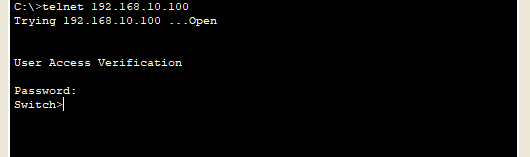 C:\>telnet 192.168.10.100
Trying 192.168.10.100 ...Open
User Access Verification
Password:
Switch>